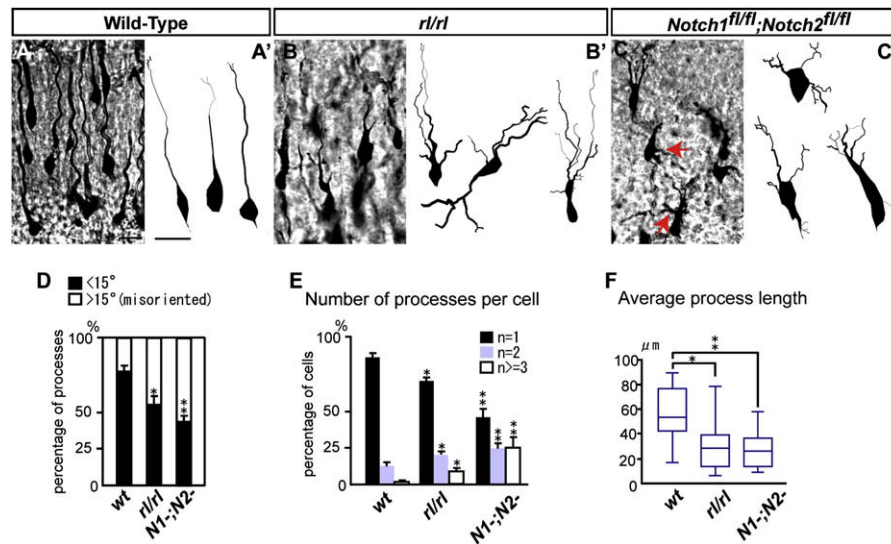 Wild-Type
rl/rl
Notch1fl/fl;Notch2fl/fl
A
A'
B
B'
C
C
D
<15°
>15°(misoriented)
%
100
50
0
percentage of processes
wt
*
rl/rl
**
N1-;N2-
E
Number of processes per cell
n=1
n=2
n>=3
%
100
75
50
25
0
percentage of cells
wt
* * *
rl/rl
** ** **
N1-;N2-
F
Average process length
μm
100
80
60
40
20
0
*
**
wt
rl/rl
N1-;N2-